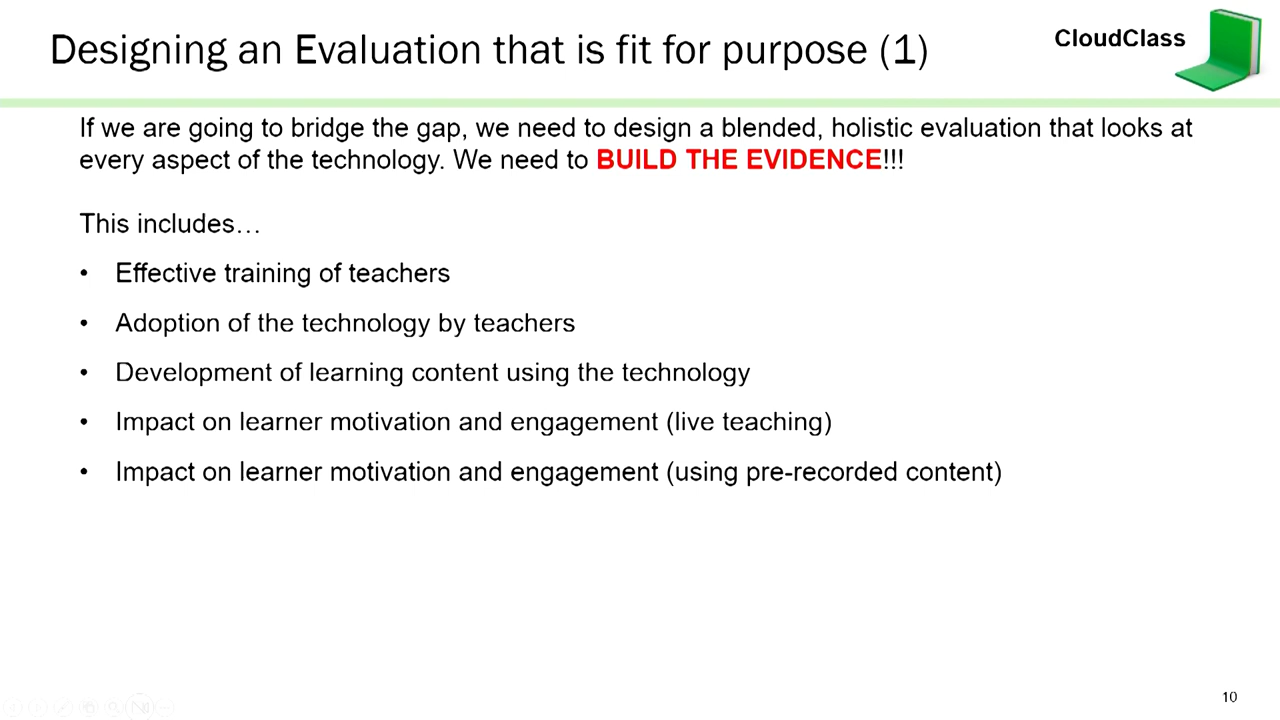 Designing an Evaluation that is fit for purpose (1)
CloudClass
If we are going to bridge the gap, we need to design a blended, holistic evaluation that looks at
every aspect of the technology. We need to BUILD THE EVIDENCE!!!
This includes…
• Effective training of teachers
• Adoption of the technology by teachers
• Development of learning content using the technology
• Impact on learner motivation and engagement (live teaching)
• Impact on learner motivation and engagement (using pre-recorded content)
10